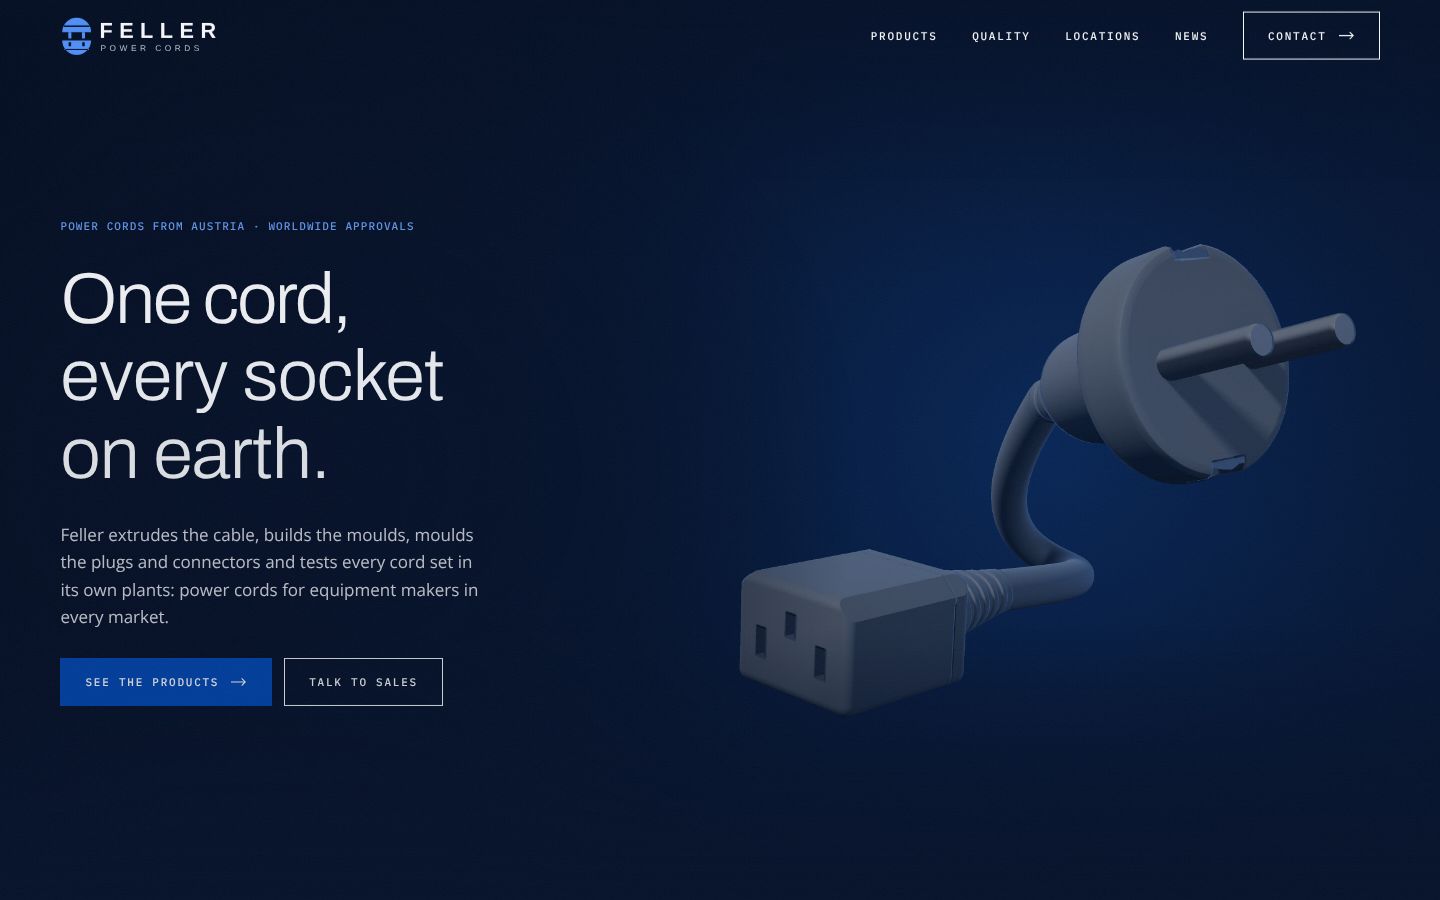 FELLER
POWER CORDS
PRODUCTS
QUALITY
LOCATIONS
NEWS
CONTACT
POWER CORDS FROM AUSTRIA · WORLDWIDE APPROVALS
One cord,
every socket
on earth.
Feller extrudes the cable, builds the moulds, moulds
the plugs and connectors and tests every cord set in
its own plants: power cords for equipment makers in
every market.
SEE THE PRODUCTS
TALK TO SALES